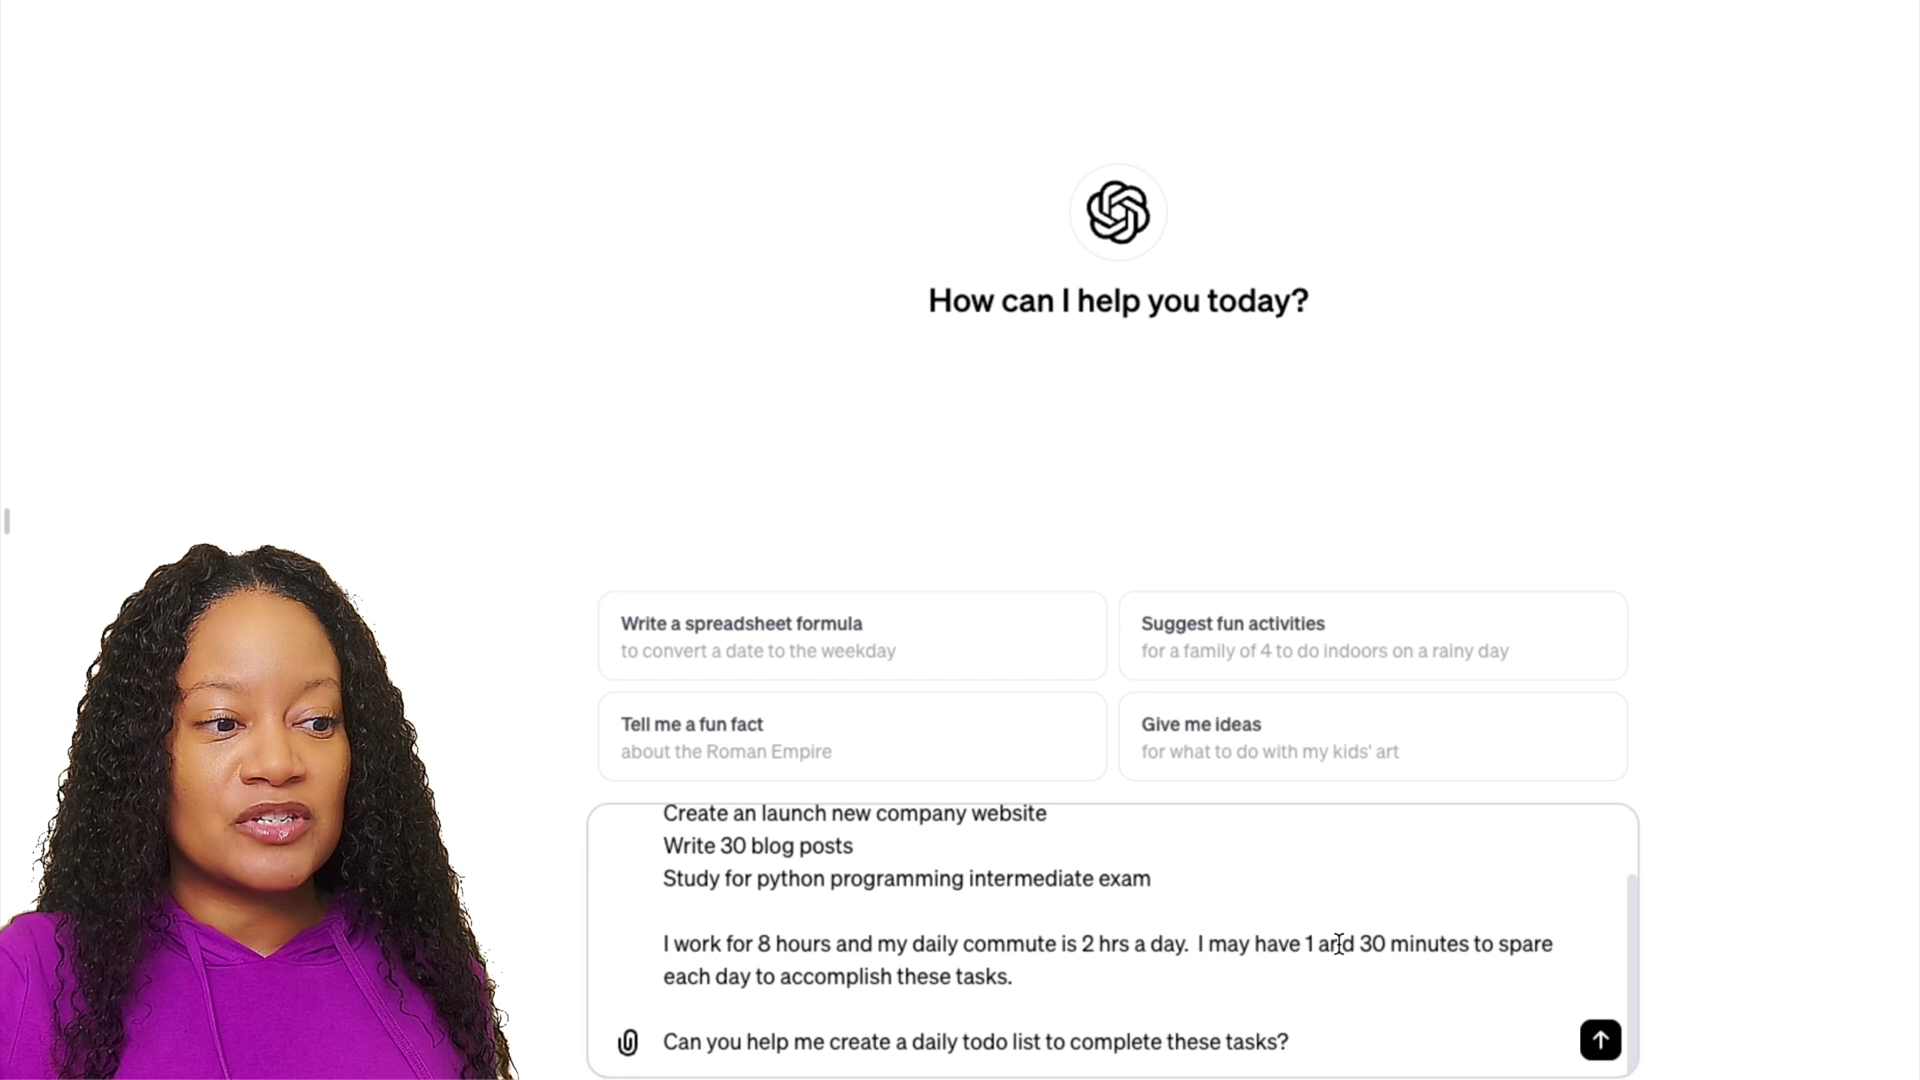 How can I help you today?
Write a spreadsheet formula
to convert a date to the weekday
Suggest fun activities
for a family of 4 to do indoors on a rainy day
Tell me a fun fact
about the Roman Empire
Give me ideas
for what to do with my kids' art
Create an launch new company website
Write 30 blog posts
Study for python programming intermediate exam
I work for 8 hours and my daily commute is 2 hrs a day. I may have 1 and 30 minutes to spare
each day to accomplish these tasks.
Can you help me create a daily todo list to complete these tasks?